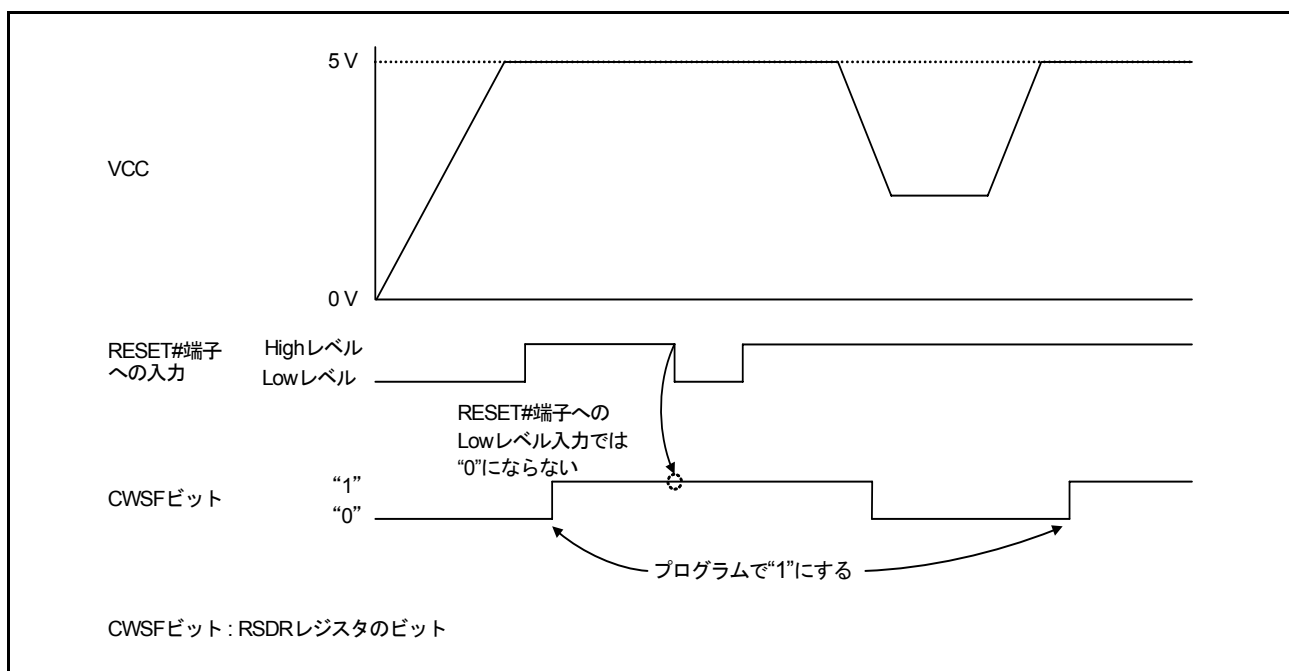 5 V
VCC
0 V
RESET#端子
への入力
Highレベル
Lowレベル
RESET#端子への
Lowレベル入力では
“0”にならない
CWSFビット
“1”
“0”
プログラムで“1”にする
CWSFビット : RSDRレジスタのビット